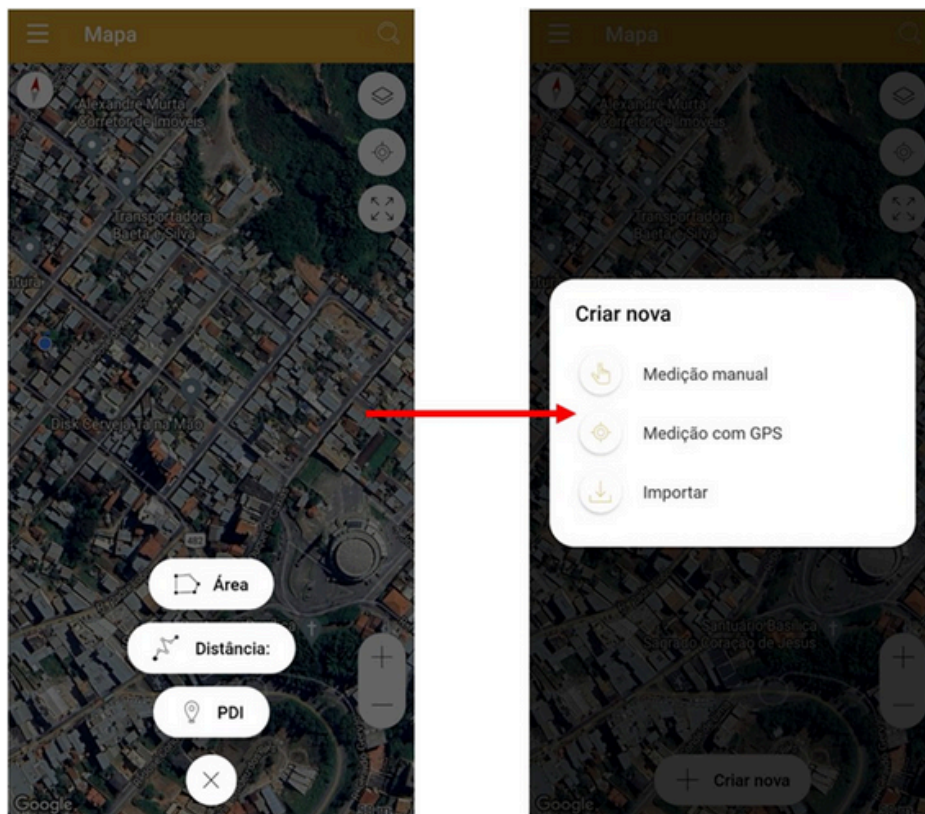 Mapa
Alexandre Murta
Corretor de Imóveis
Transportadora
Baeta e Silva
Disk Cerveja Tá na Mão
482
Área
Distância:
PDI
Google
Mapa
Alexandre Murta
Corretor de Imóveis
Transportadora
Baeta e Silva
Criar nova
Medição manual
Medição com GPS
Importar
Santuário Basílica
Sagrado Coração de Jesus
Criar nova
Google